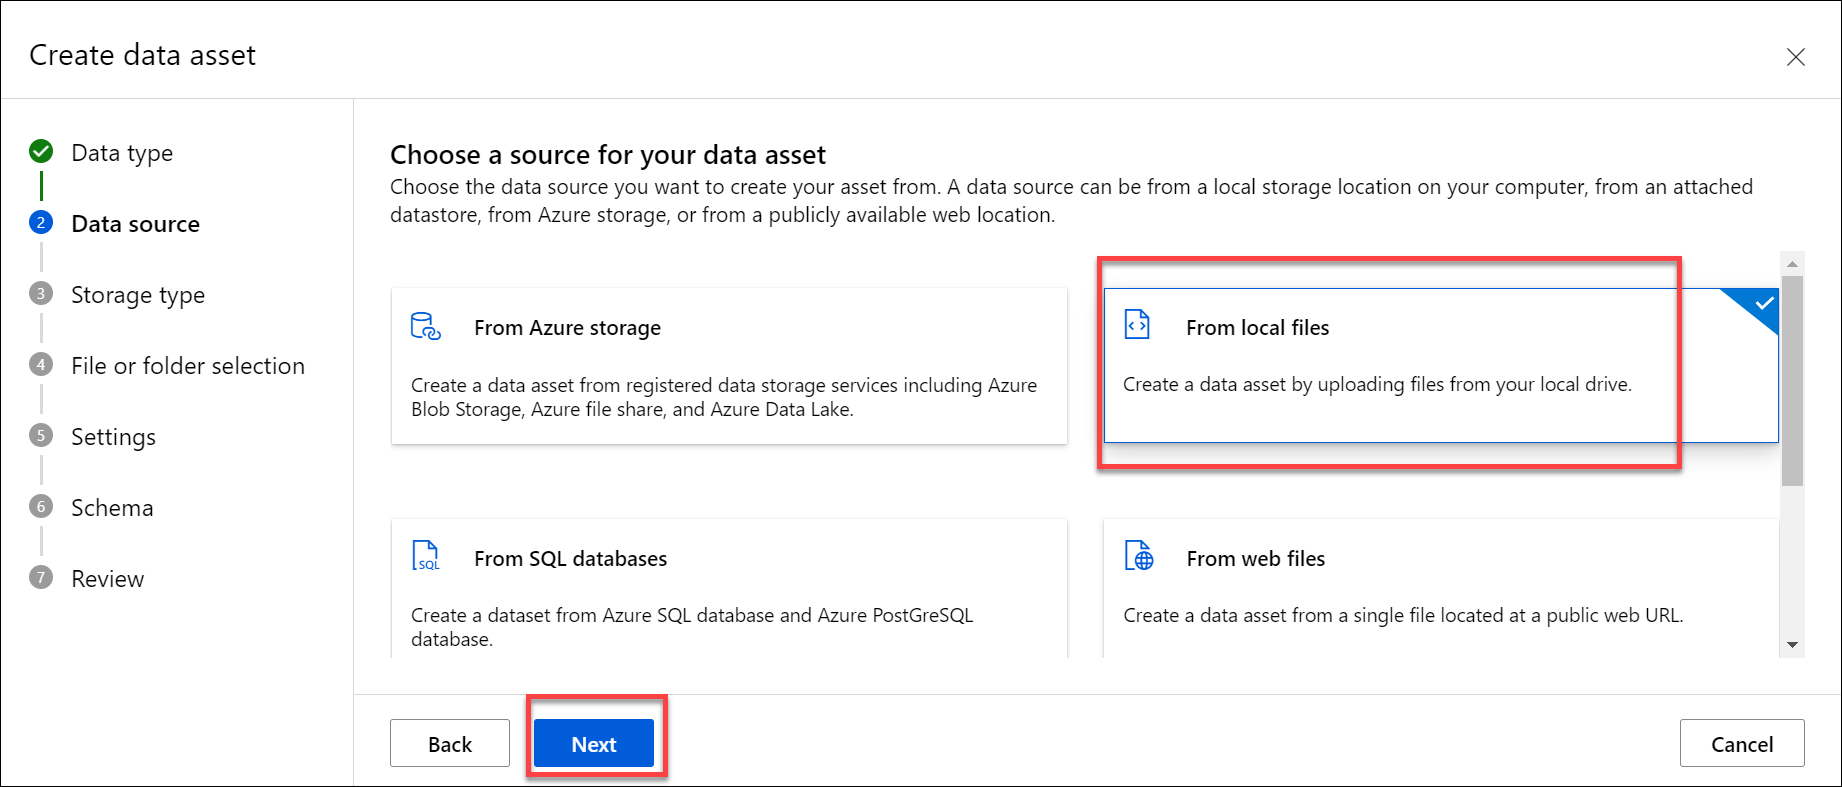 Create data asset
Data type
2
Data source
3
Storage type
4
File or folder selection
5
Settings
6
Schema
7
Review
Choose a source for your data asset
Choose the data source you want to create your asset from. A data source can be from a local storage location on your computer, from an attached
datastore, from Azure storage, or from a publicly available web location.
From Azure storage
Create a data asset from registered data storage services including Azure
Blob Storage, Azure file share, and Azure Data Lake.
From local files
Create a data asset by uploading files from your local drive.
SQL
From SQL databases
Create a dataset from Azure SQL database and Azure PostGreSQL
database.
From web files
Create a data asset from a single file located at a public web URL.
Back
Next
Cancel